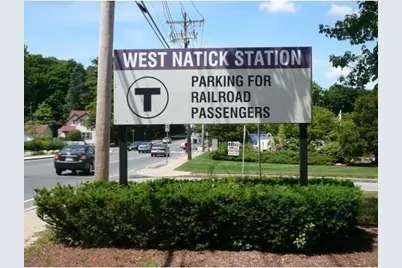 WEST NATICK STATION
T
PARKING FOR
RAILROAD
PASSENGERS